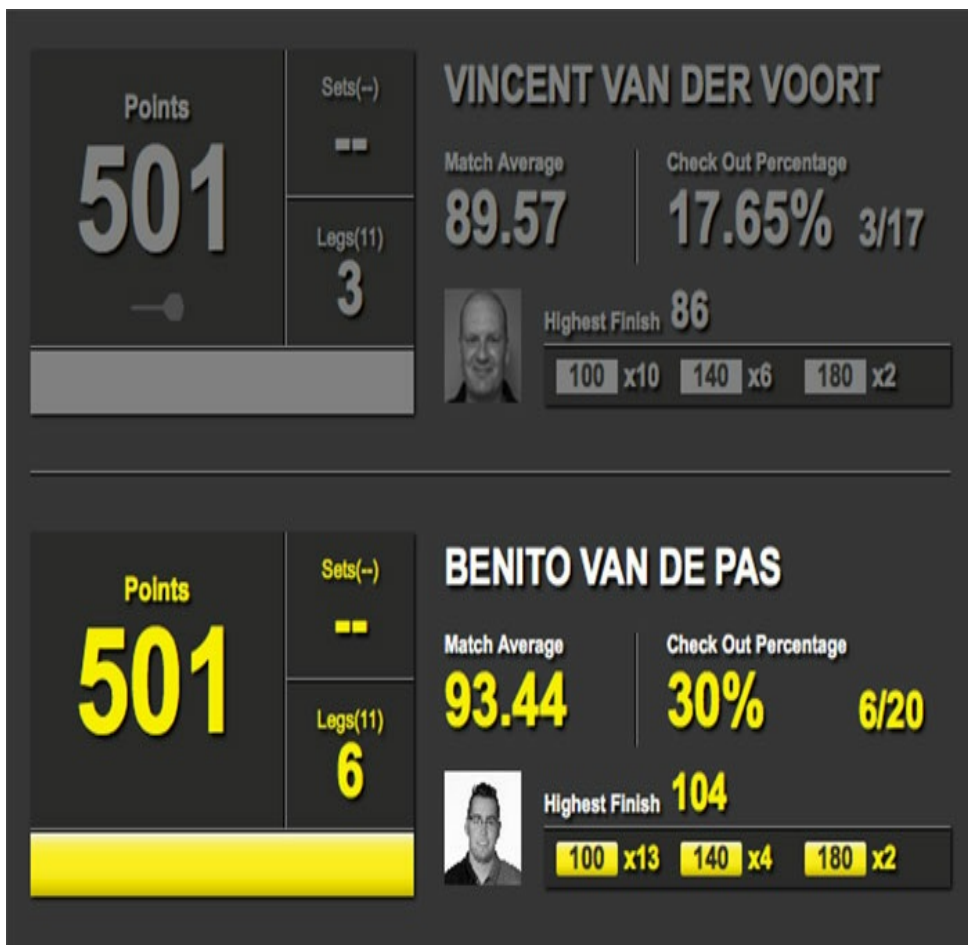 Points
501
Sets(--)
--
Legs(11)
3
VINCENT VAN DER VOORT
Match Average
89.57
Check Out Percentage
17.65% 3/17
Highest Finish 86
100 x10 140 x6 180 x2
Points
501
Sets(--)
--
Legs(11)
6
BENITO VAN DE PAS
Match Average
93.44
Check Out Percentage
30% 6/20
Highest Finish 104
100 x13 140 x4 180 x2